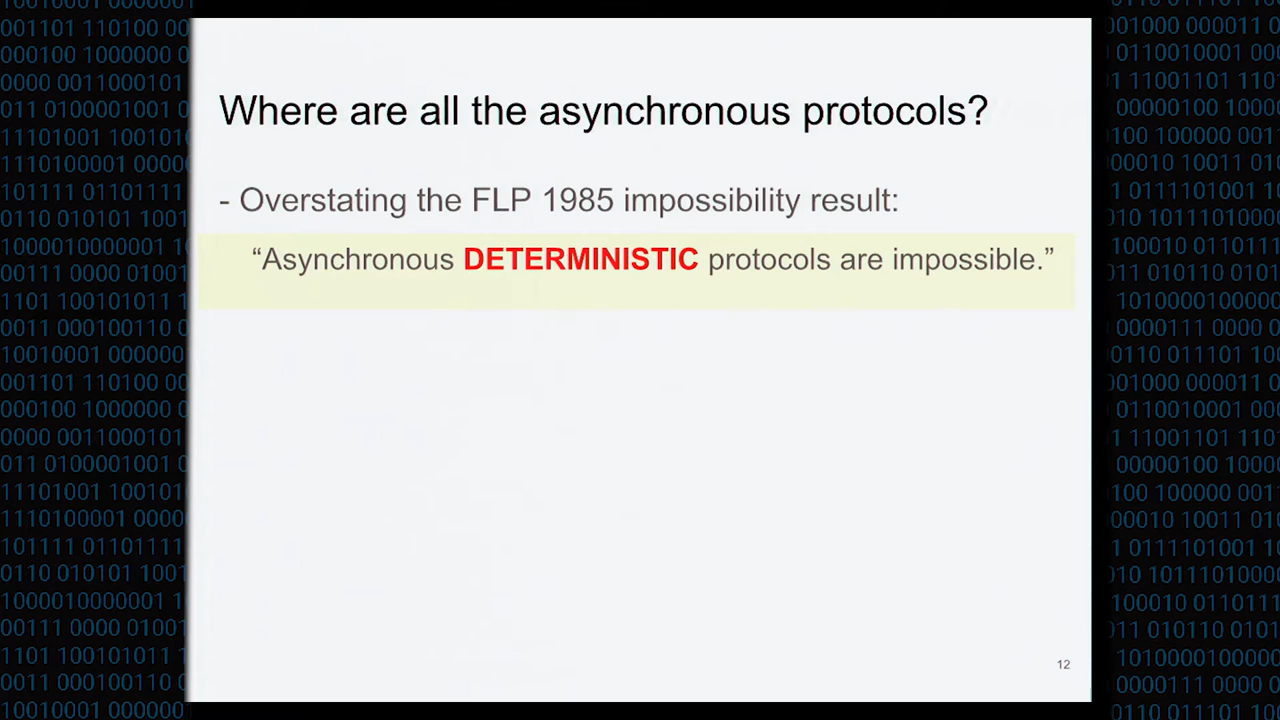 Where are all the asynchronous protocols?
- Overstating the FLP 1985 impossibility result:
“Asynchronous DETERMINISTIC protocols are impossible.”
12